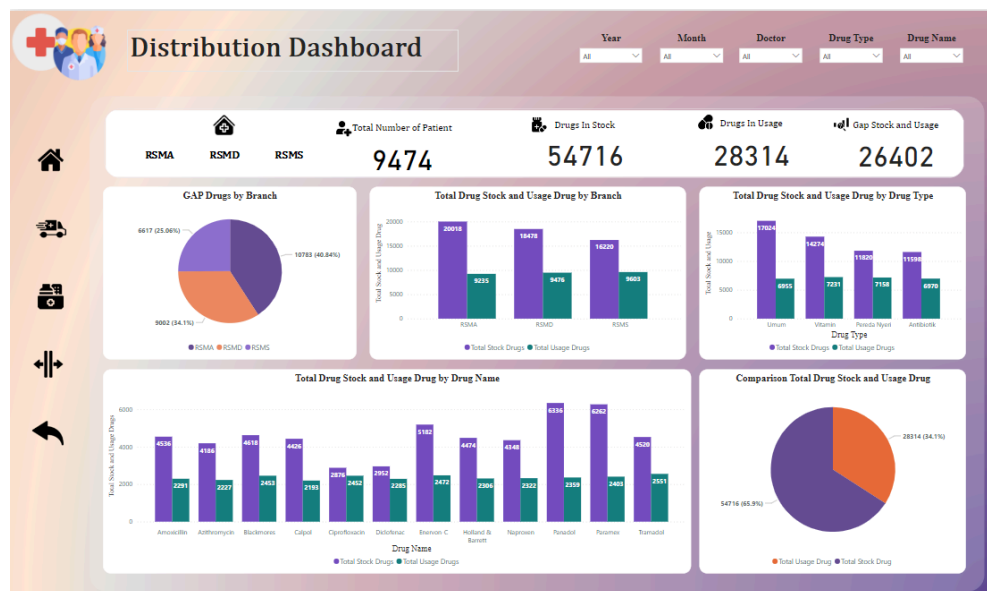 Distribution Dashboard
Year
Month
Doctor
Drug Type
Drug Name
All
All
All
All
All
RSMA
RSMD
RSMS
Total Number of Patient
9474
Drugs In Stock
54716
Drugs In Usage
28314
Gap Stock and Usage
26402
GAP Drugs by Branch
6617 (25.06%)
10783 (40.84%)
9002 (34.1%)
RSMA RSMD RSMS
Total Drug Stock and Usage Drug by Branch
Total Stock and Usage Drug
20000
15000
10000
5000
0
20018
9235
18478
9476
16220
9603
RSMA
RSMD
RSMS
Total Stock Drugs Total Usage Drugs
Total Drug Stock and Usage Drug by Drug Type
Total Stock and Usage
15000
10000
5000
0
17024
6955
14274
7231
11820
7158
11598
6970
Umum
Vitamin
Pereda Nyeri
Antibiotik
Drug Type
Total Stock Drugs Total Usage Drugs
Total Drug Stock and Usage Drug by Drug Name
Total Stock and Usage Drugs
6000
4000
2000
0
4536
2291
4186
2227
4618
2453
4426
2193
2876
2452
2952
2285
5182
2472
4474
2306
4348
2322
6336
2359
6262
2403
4520
2551
Amoxicillin
Azithromycin
Blackmores
Calpol
Ciprofloxacin
Diclofenac
Enervon-C
Holland &
Barrett
Naproxen
Panadol
Paramex
Tramadol
Drug Name
Total Stock Drugs Total Usage Drugs
Comparison Total Drug Stock and Usage Drug
28314 (34.1%)
54716 (65.9%)
Total Usage Drug Total Stock Drug